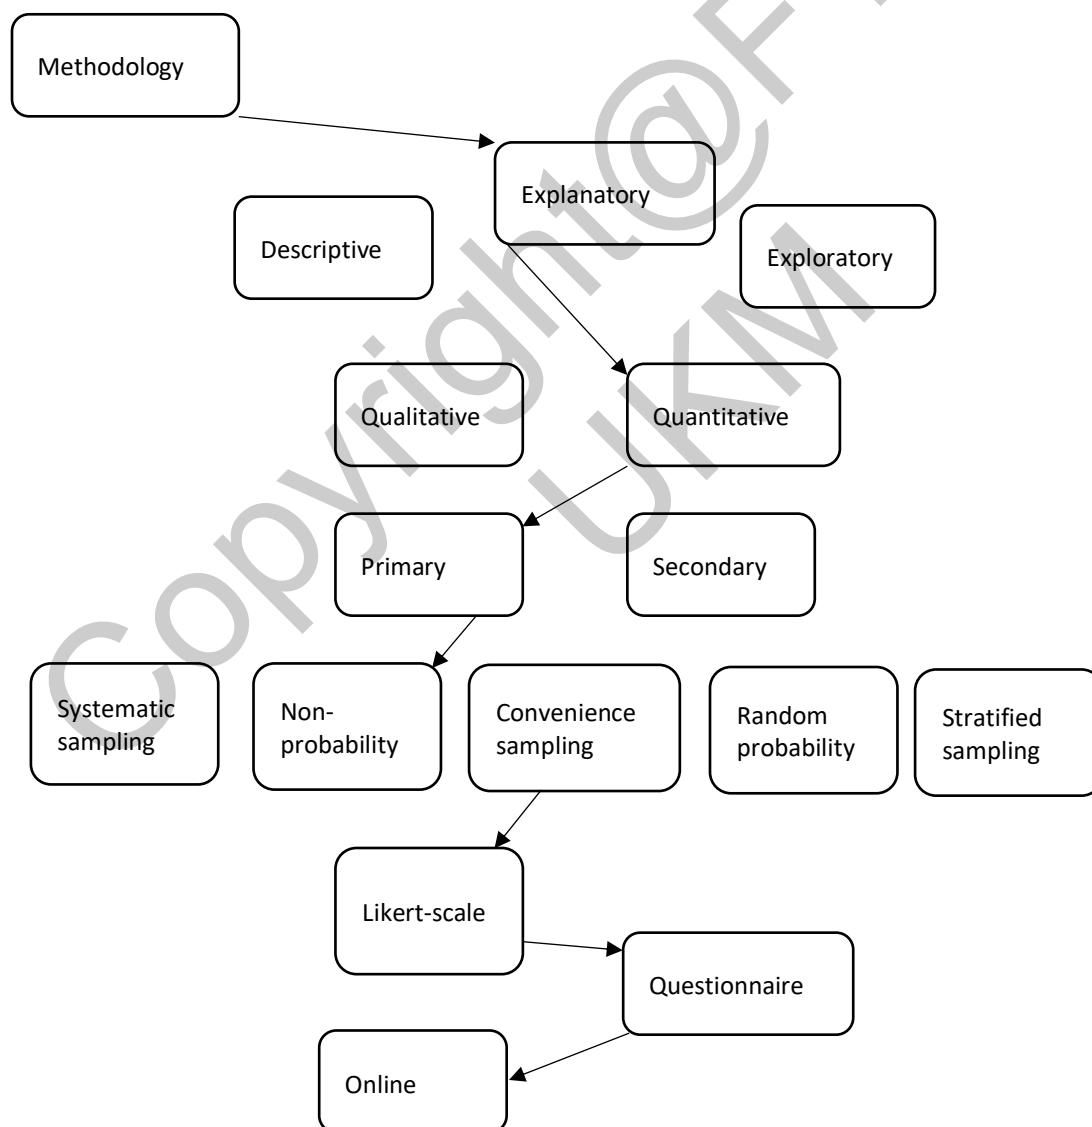 Methodology
Explanatory
Descriptive
Exploratory
Qualitative
Quantitative
Primary
Secondary
Systematic
sampling
Non-
probability
Convenience
sampling
Random
probability
Stratified
sampling
Likert-scale
Questionnaire
Online
Copyright@F
UKM